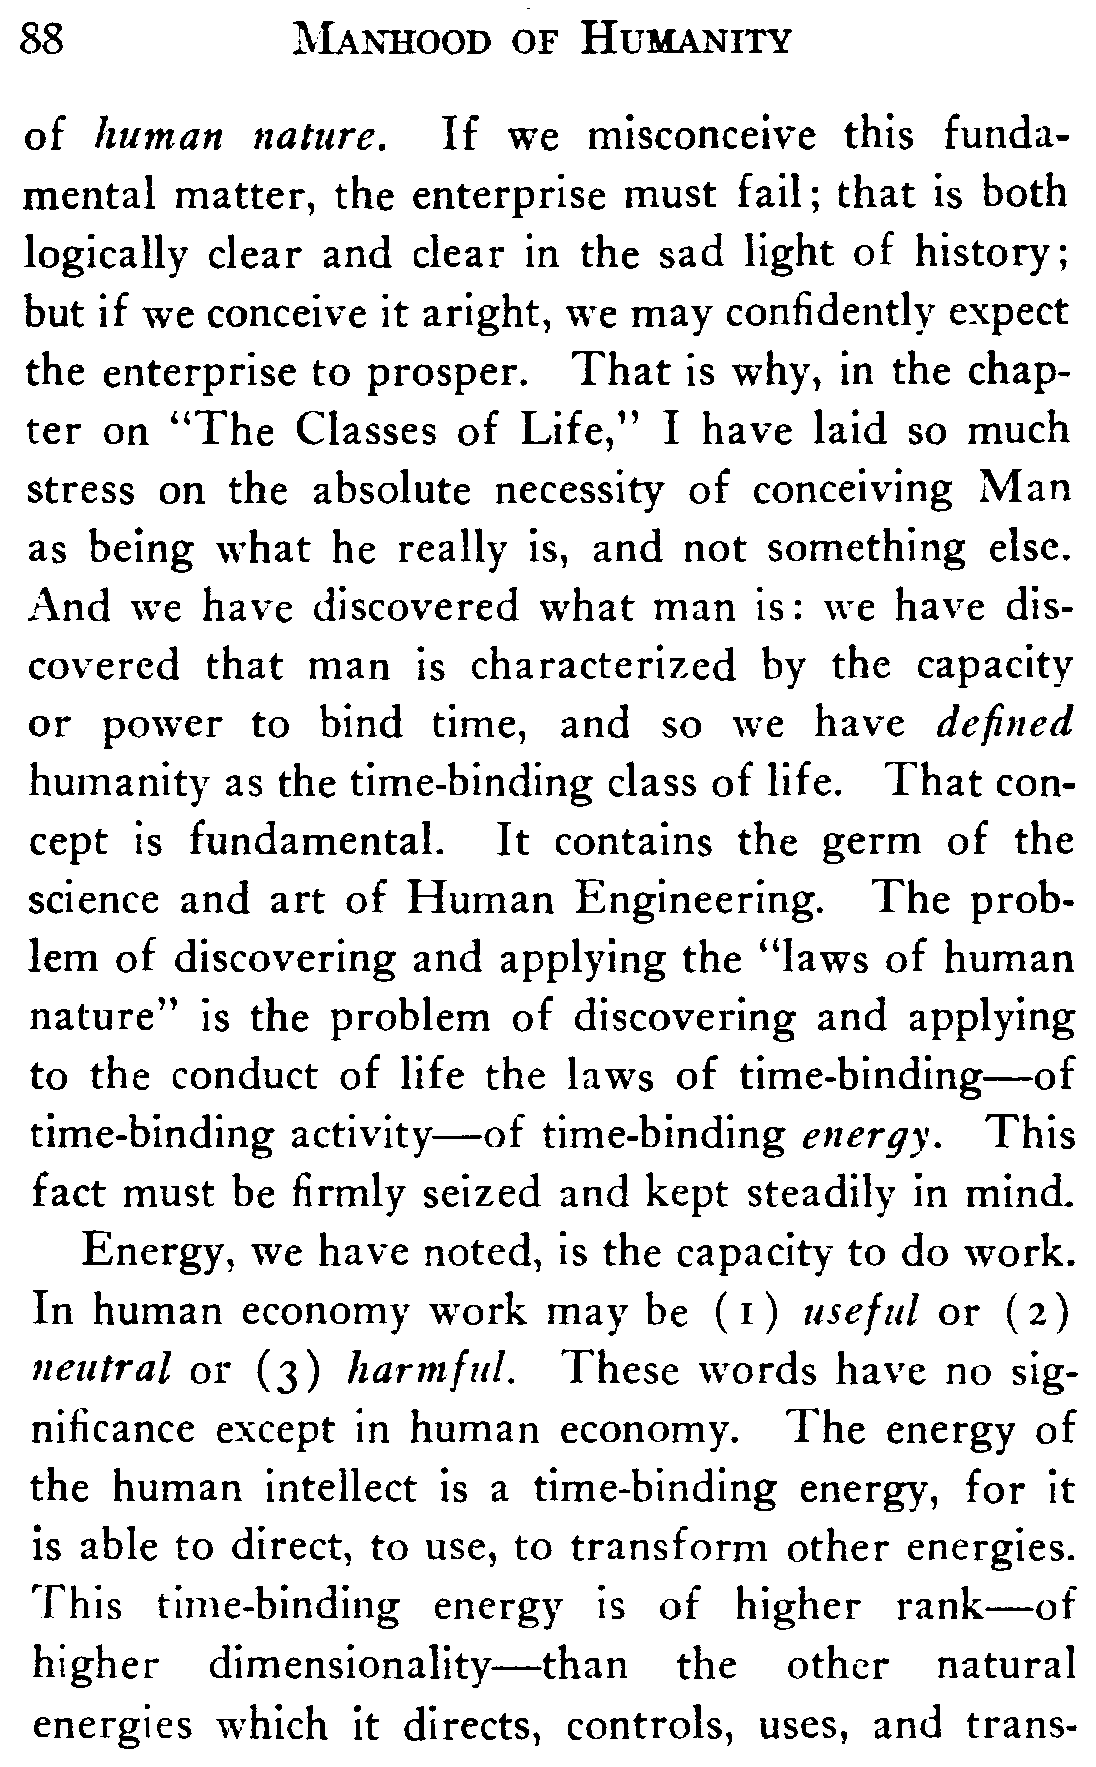 88 Manhood of Humanity
of human nature. If we misconceive this funda-
mental matter, the enterprise must fail; that is both
logically clear and clear in the sad light of history;
but if we conceive it aright, we may confidently expect
the enterprise to prosper. That is why, in the chap-
ter on "The Classes of Life," I have laid so much
stress on the absolute necessity of conceiving Man
as being what he really is, and not something else.
And we have discovered what man is: we have dis-
covered that man is characterized by the capacity
or power to bind time, and so we have defined
humanity as the time-binding class of life. That con-
cept is fundamental. It contains the germ of the
science and art of Human Engineering. The prob-
lem of discovering and applying the "laws of human
nature" is the problem of discovering and applying
to the conduct of life the laws of time-binding—of
time-binding activity—of time-binding energy. This
fact must be firmly seized and kept steadily in mind.
Energy, we have noted, is the capacity to do work.
In human economy work may be (1) useful or (2)
neutral or (3) harmful. These words have no sig-
nificance except in human economy. The energy of
the human intellect is a time-binding energy, for it
is able to direct, to use, to transform other energies.
This time-binding energy is of higher rank—of
higher dimensionality—than the other natural
energies which it directs, controls, uses, and trans-